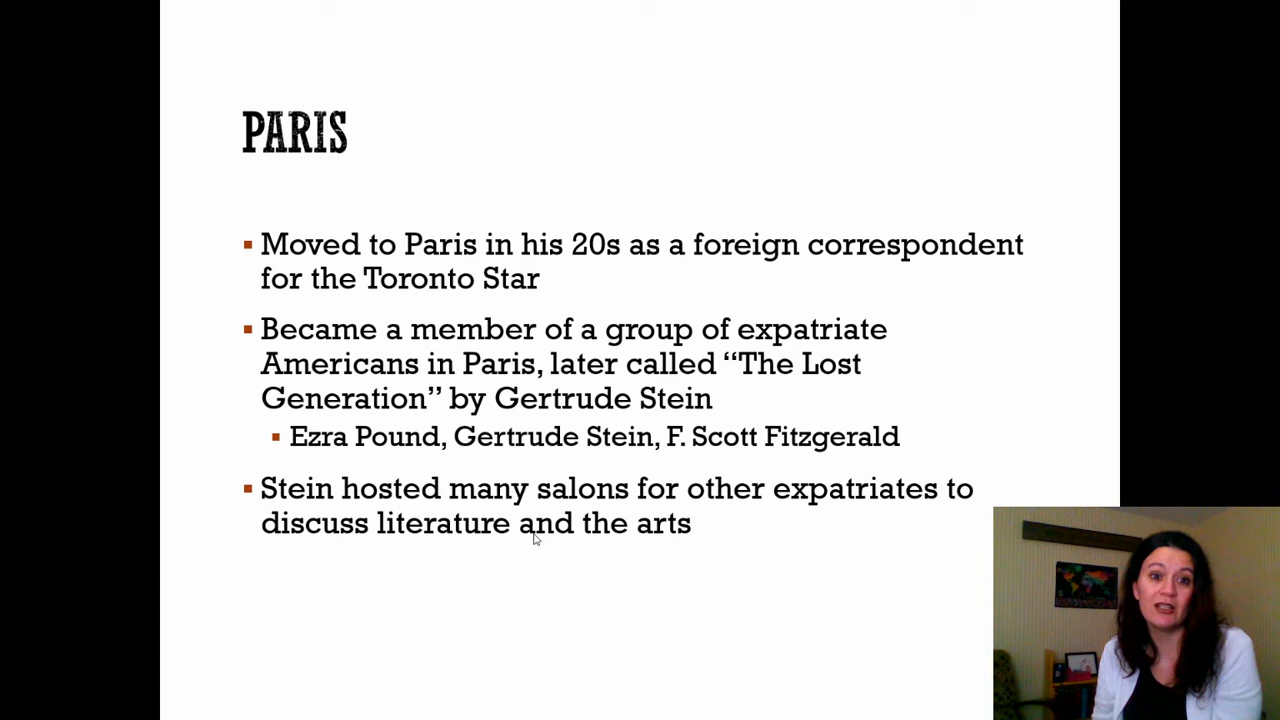 PARIS
Moved to Paris in his 20s as a foreign correspondent
for the Toronto Star
Became a member of a group of expatriate
Americans in Paris, later called “The Lost
Generation” by Gertrude Stein
Ezra Pound, Gertrude Stein, F. Scott Fitzgerald
Stein hosted many salons for other expatriates to
discuss literature and the arts